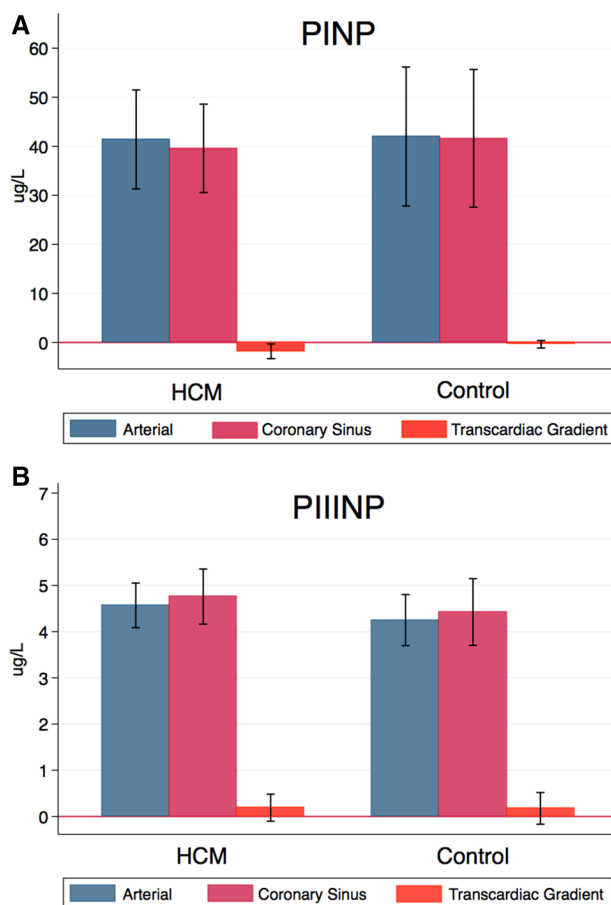 A
PINP
60
50
40
30
20
10
0
ug/L
HCM Control
Arterial Coronary Sinus Transcardiac Gradient
B
PIIINP
7
6
5
4
3
2
1
0
ug/L
HCM Control
Arterial Coronary Sinus Transcardiac Gradient